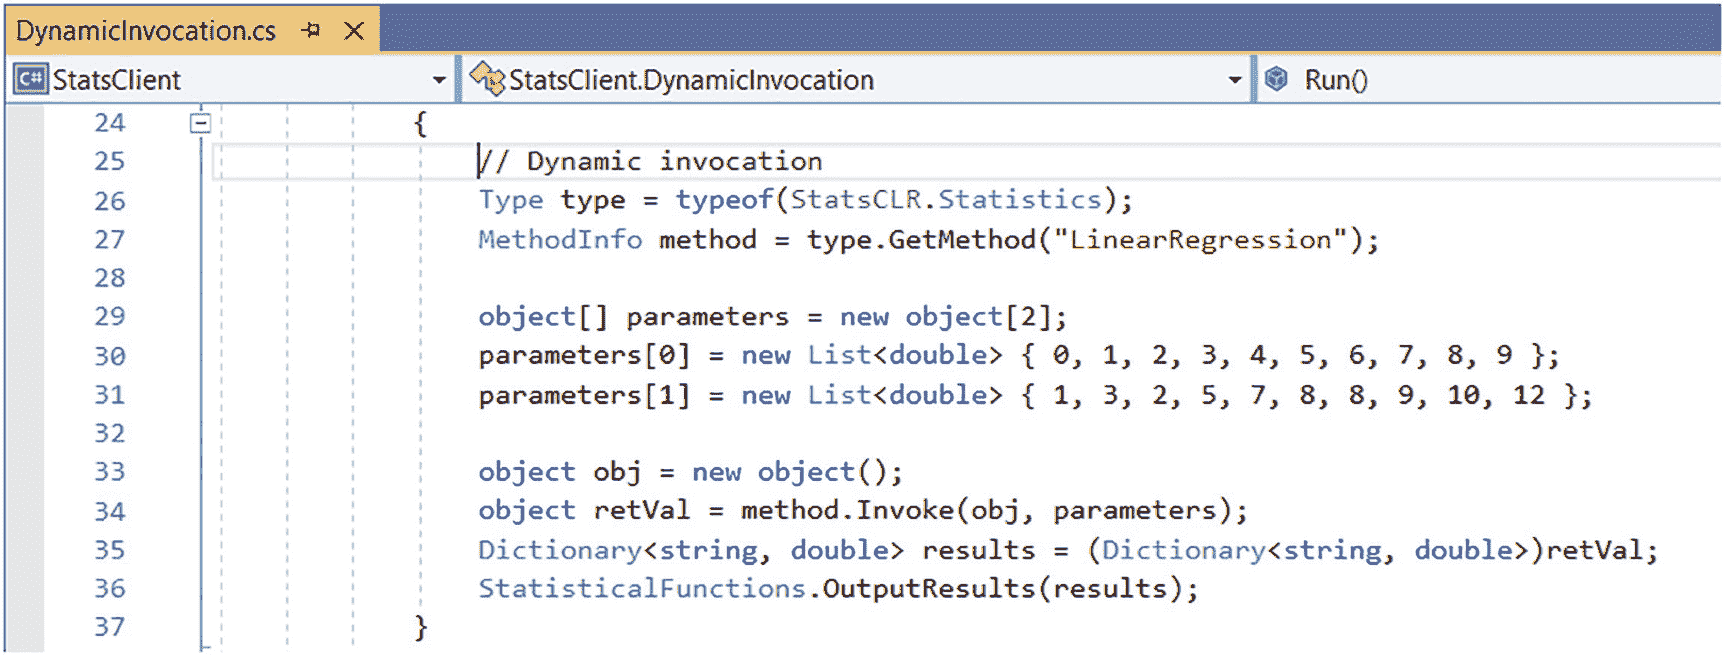 DynamicInvocation.cs
C# StatsClient StatsClient.DynamicInvocation Run()
24 {
25 // Dynamic invocation
26 Type type = typeof(StatsCLR.Statistics);
27 MethodInfo method = type.GetMethod("LinearRegression");
28
29 object[] parameters = new object[2];
30 parameters[0] = new List<double> { 0, 1, 2, 3, 4, 5, 6, 7, 8, 9 };
31 parameters[1] = new List<double> { 1, 3, 2, 5, 7, 8, 8, 9, 10, 12 };
32
33 object obj = new object();
34 object retVal = method.Invoke(obj, parameters);
35 Dictionary<string, double> results = (Dictionary<string, double>)retVal;
36 StatisticalFunctions.OutputResults(results);
37 }